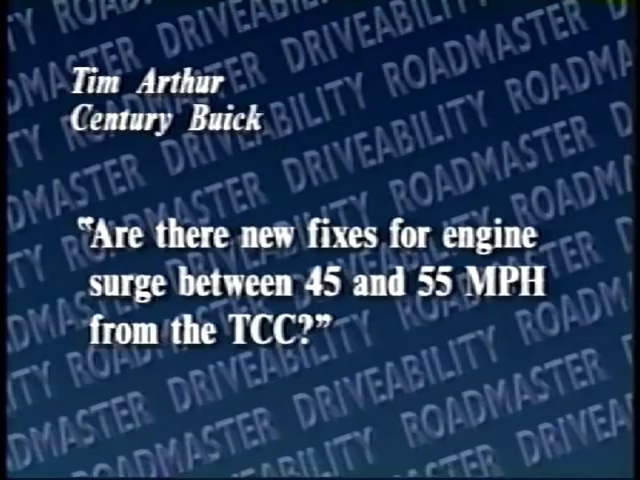 Tim Arthur
Century Buick
"Are there new fixes for engine
surge between 45 and 55 MPH
from the TCC?"